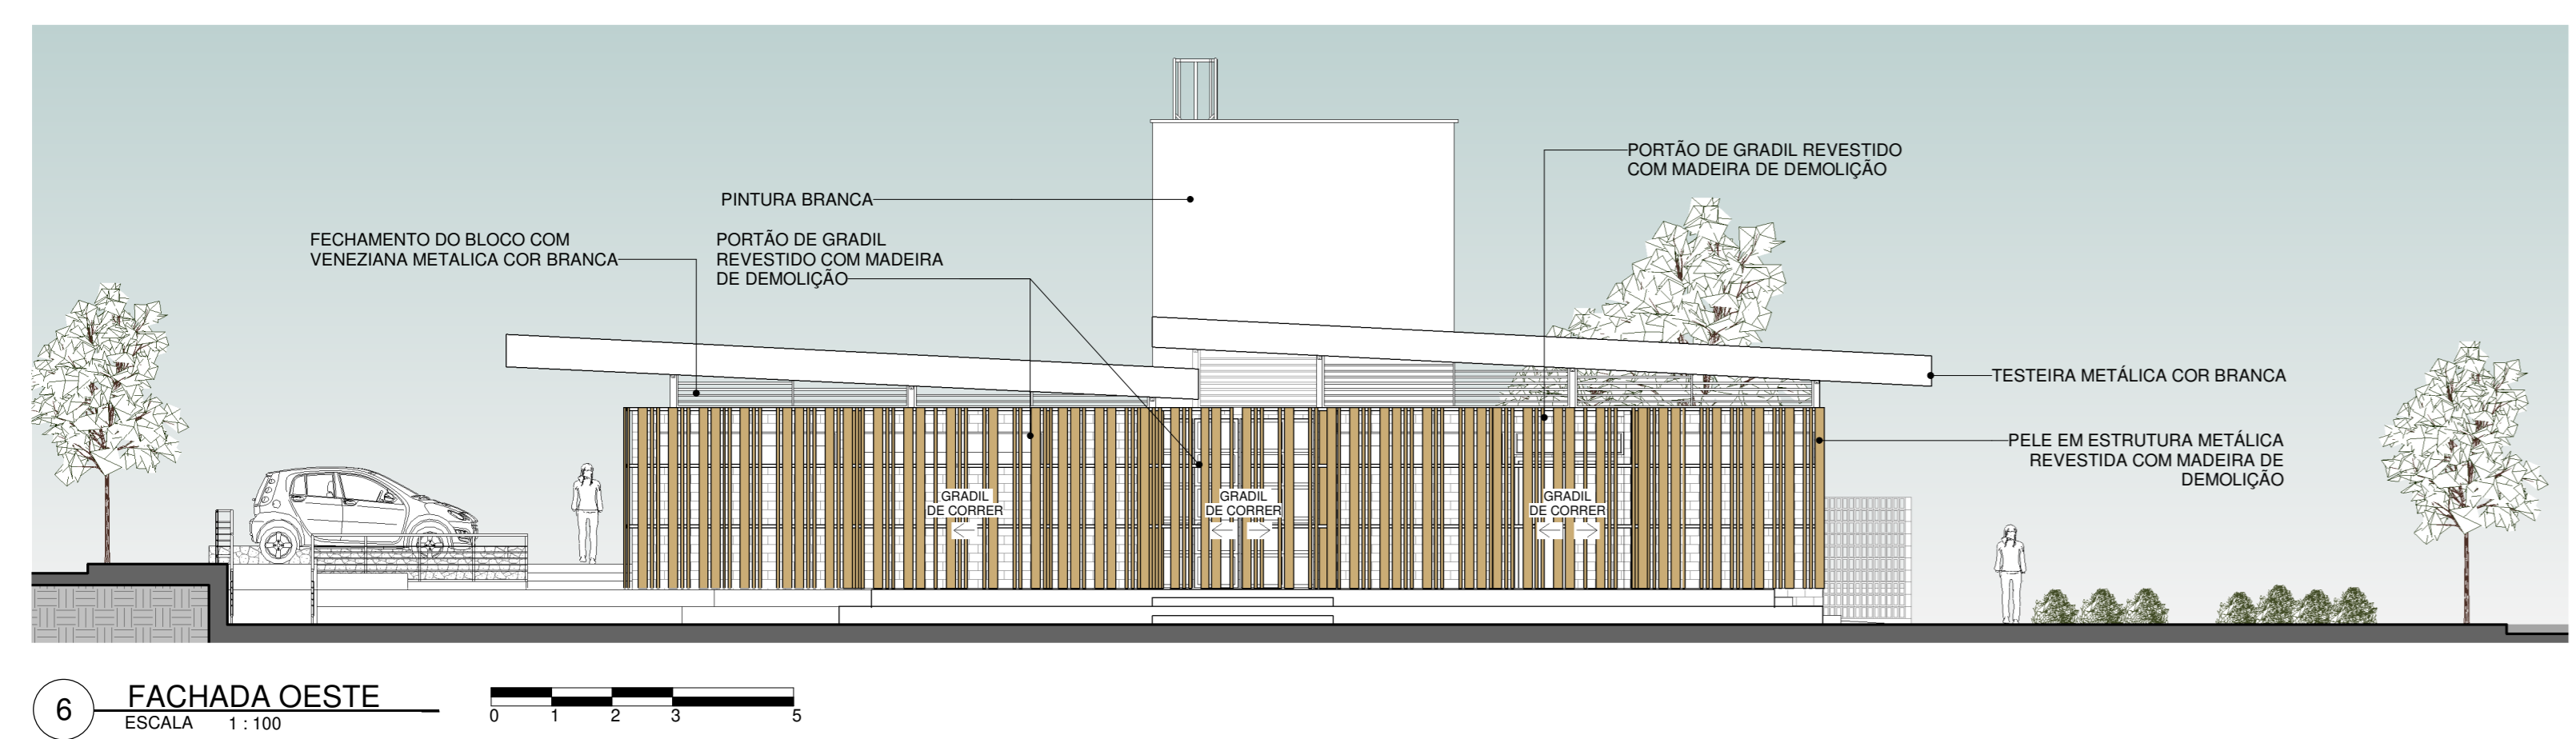 PORTÃO DE GRADIL REVESTIDO
COM MADEIRA DE DEMOLIÇÃO
PINTURA BRANCA
FECHAMENTO DO BLOCO COM
VENEZIANA METALICA COR BRANCA
PORTÃO DE GRADIL
REVESTIDO COM MADEIRA
DE DEMOLIÇÃO
TESTEIRA METÁLICA COR BRANCA
PELE EM ESTRUTURA METÁLICA
REVESTIDA COM MADEIRA DE
DEMOLIÇÃO
GRADIL
DE CORRER
GRADIL
DE CORRER
GRADIL
DE CORRER
6
FACHADA OESTE
ESCALA 1 : 100
0 1 2 3 5